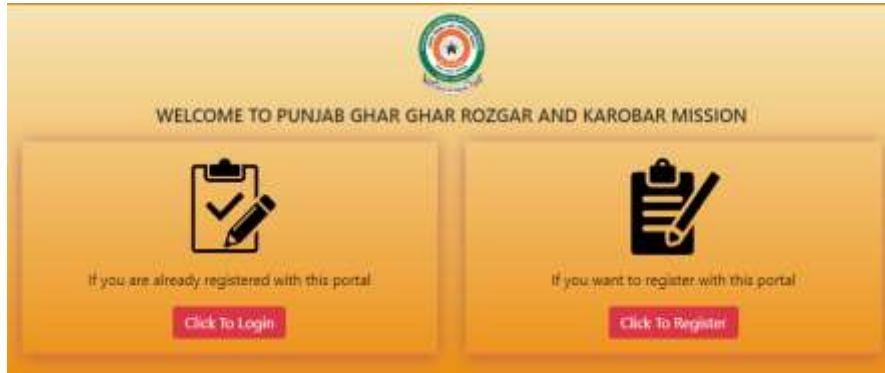 WELCOME TO PUNJAB GHAR GHAR ROZGAR AND KAROBAR MISSION
If you are already registered with this portal
Click To Login
If you want to register with this portal
Click To Register